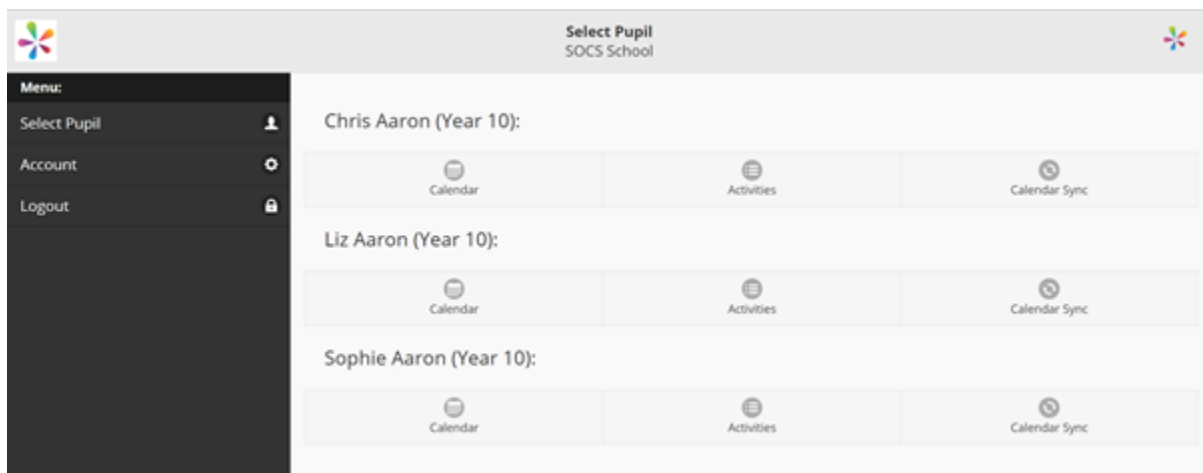 Select Pupil
SOCS School
Menu:
Select Pupil
Account
Logout
Chris Aaron (Year 10):
Calendar
Activities
Calendar Sync
Liz Aaron (Year 10):
Calendar
Activities
Calendar Sync
Sophie Aaron (Year 10):
Calendar
Activities
Calendar Sync